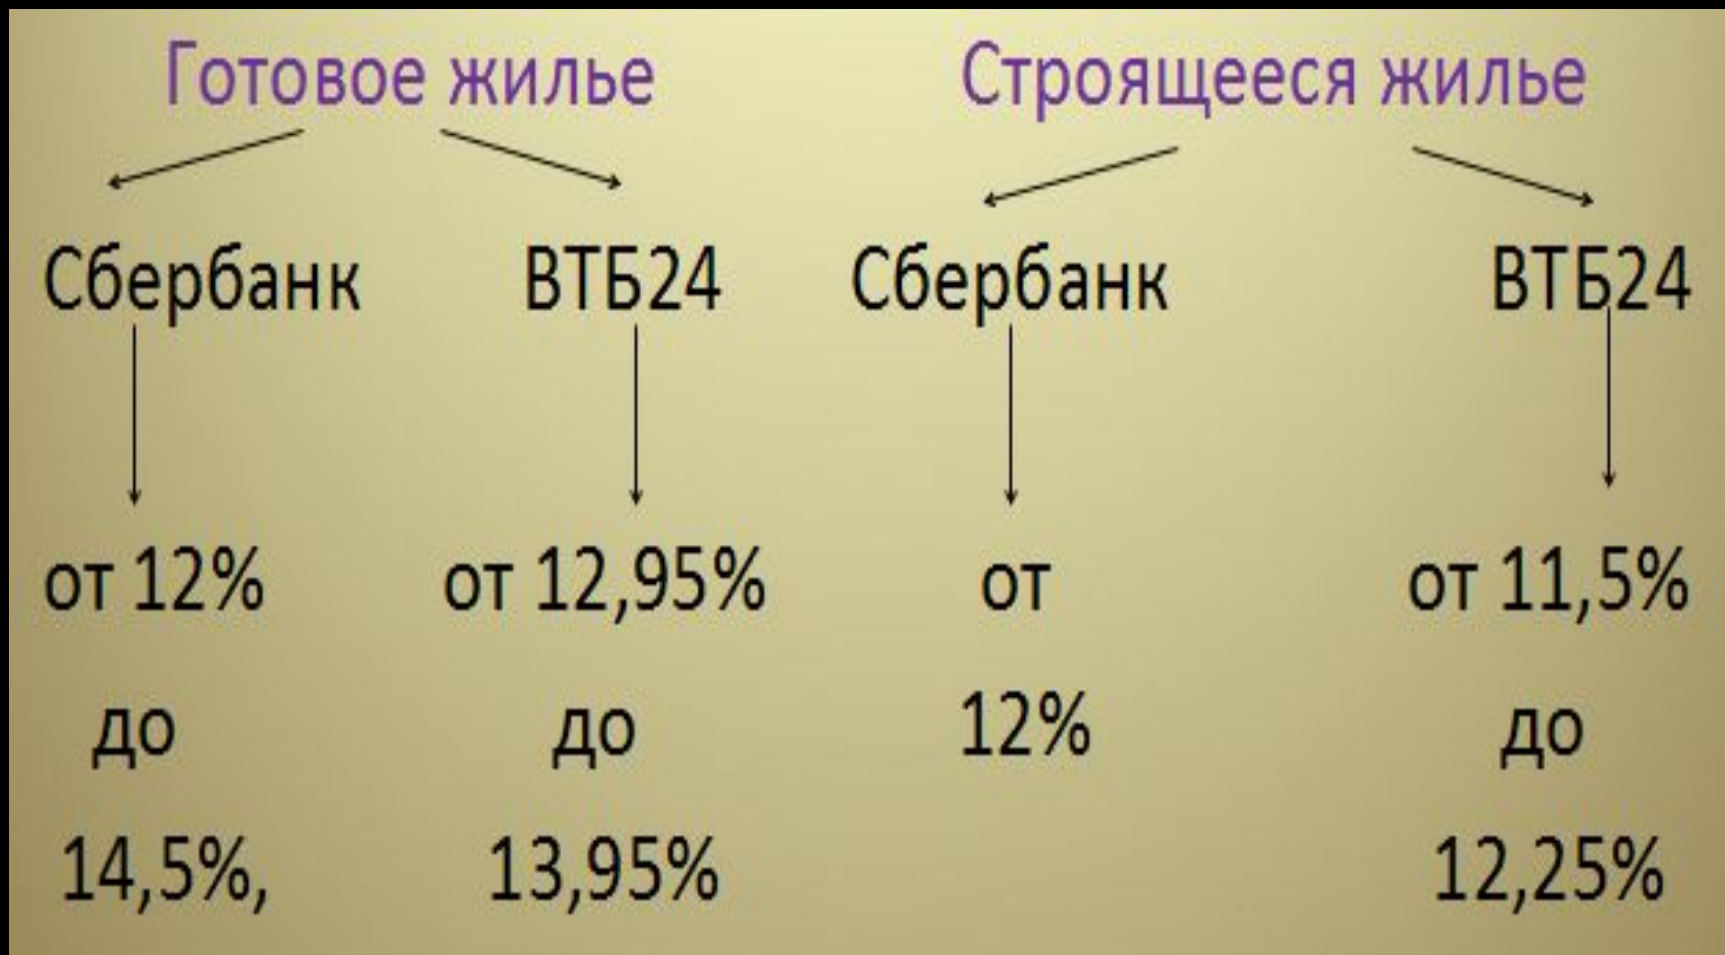 Готовое жилье
Строящееся жилье
Сбербанк
ВТБ24
Сбербанк
ВТБ24
от 12%
до
14,5%,
от 12,95%
до
13,95%
от
12%
от 11,5%
до
12,25%